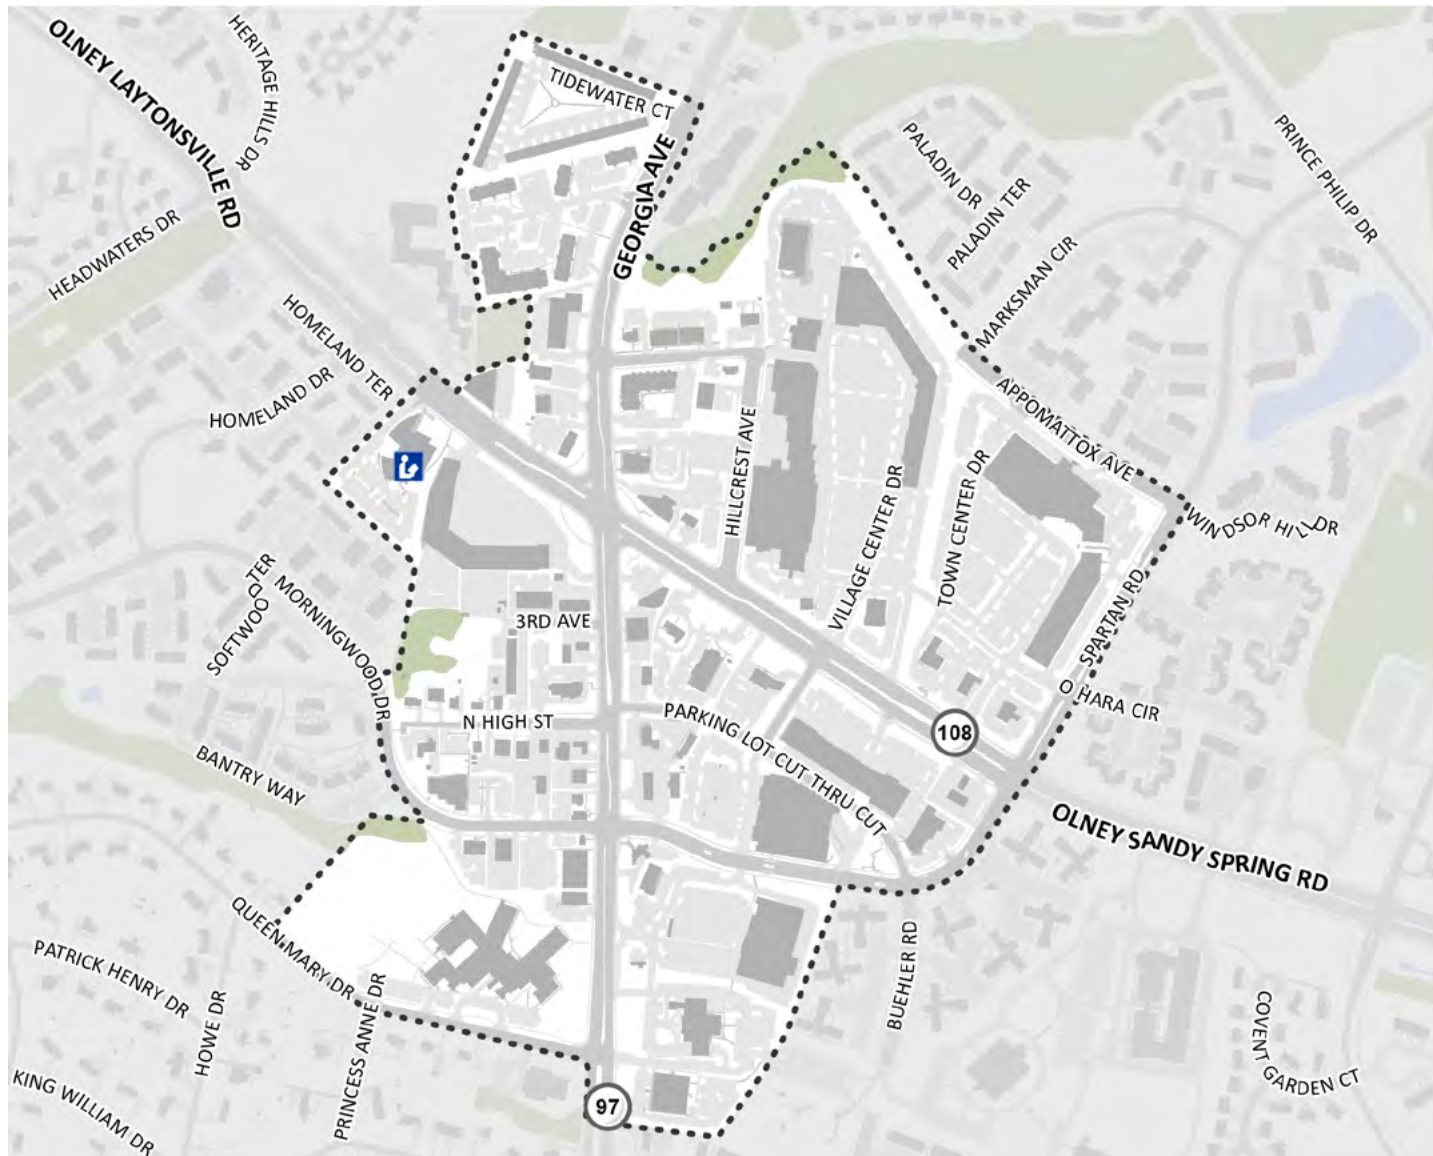 OLNEY LAYTONSVILLE RD
HERITAGE HILLS DR
TIDEWATER CT
GEORGIA AVE
PALADIN DR
PALADIN TER
PRINCE PHILIP DR
HEADWATERS DR
MARKSMAN CIR
HOMELAND TER
HOMELAND DR
APPOMATTOX AVE
HILLCREST AVE
VILLAGE CENTER DR
TOWN CENTER DR
WINDSOR HILL DR
SOFTWOOD TER
MORNINGWOOD DR
3RD AVE
SPARTAN RD
O HARA CIR
N HIGH ST
PARKING LOT CUT THRU CUT
108
BANTRY WAY
OLNEY SANDY SPRING RD
QUEEN MARY DR
PATRICK HENRY DR
HOWE DR
PRINCESS ANNE DR
BUEHLER RD
COVENT GARDEN CT
KING WILLIAM DR
97